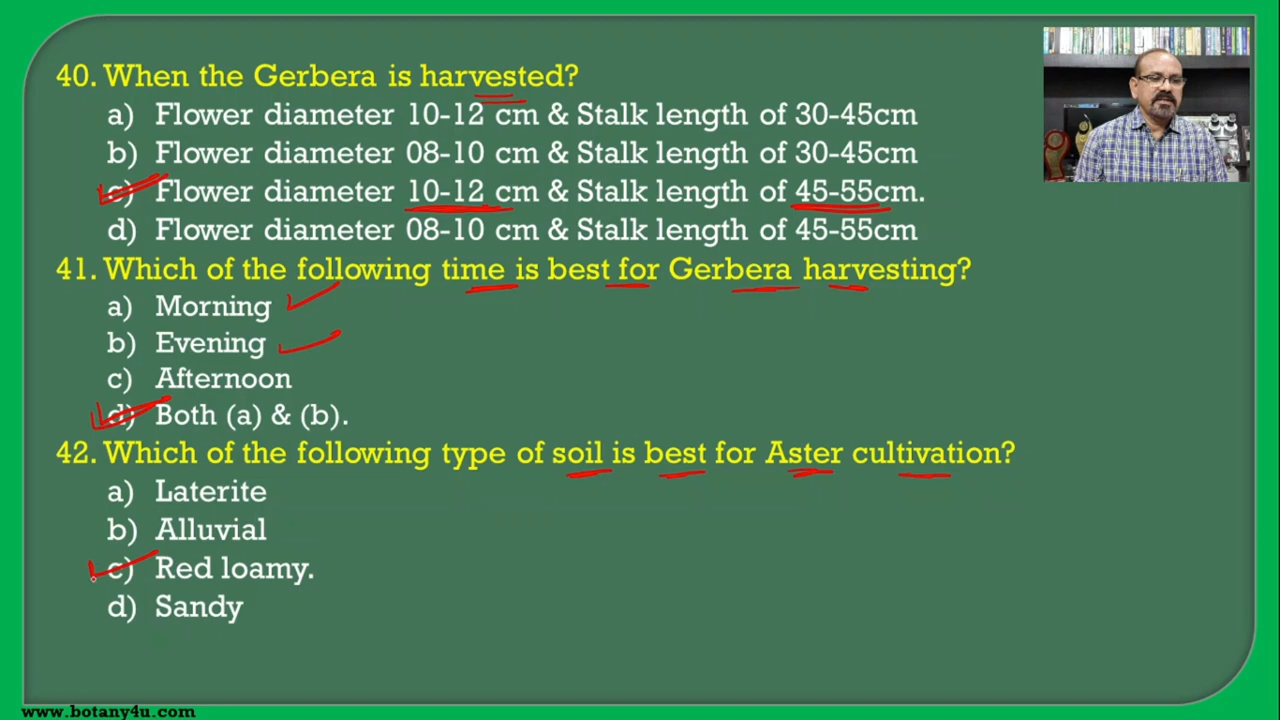 40. When the Gerbera is harvested?
a) Flower diameter 10-12 cm & Stalk length of 30-45cm
b) Flower diameter 08-10 cm & Stalk length of 30-45cm
c) Flower diameter 10-12 cm & Stalk length of 45-55cm.
d) Flower diameter 08-10 cm & Stalk length of 45-55cm
41. Which of the following time is best for Gerbera harvesting?
a) Morning
b) Evening
c) Afternoon
d) Both (a) & (b).
42. Which of the following type of soil is best for Aster cultivation?
a) Laterite
b) Alluvial
c) Red loamy.
d) Sandy
www.botany4u.com